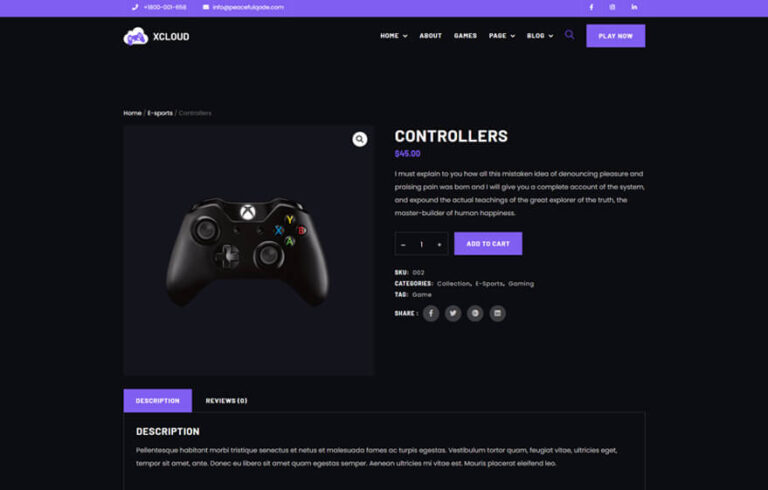 +1800-001-658 info@peacefulqode.com
XCLOUD
HOME ABOUT GAMES PAGE BLOG PLAY NOW
Home / E-sports / Controllers
CONTROLLERS
$45.00
I must explain to you how all this mistaken idea of denouncing pleasure and
praising pain was born and I will give you a complete account of the system,
and expound the actual teachings of the great explorer of the truth, the
master-builder of human happiness.
- 1 + ADD TO CART
SKU: 002
CATEGORIES: Collection, E-Sports, Gaming
TAG: Game
SHARE :
Y
X B
A
DESCRIPTION REVIEWS (0)
DESCRIPTION
Pellentesque habitant morbi tristique senectus et netus et malesuada fames ac turpis egestas. Vestibulum tortor quam, feugiat vitae, ultricies eget,
tempor sit amet, ante. Donec eu libero sit amet quam egestas semper. Aenean ultricies mi vitae est. Mauris placerat eleifend leo.